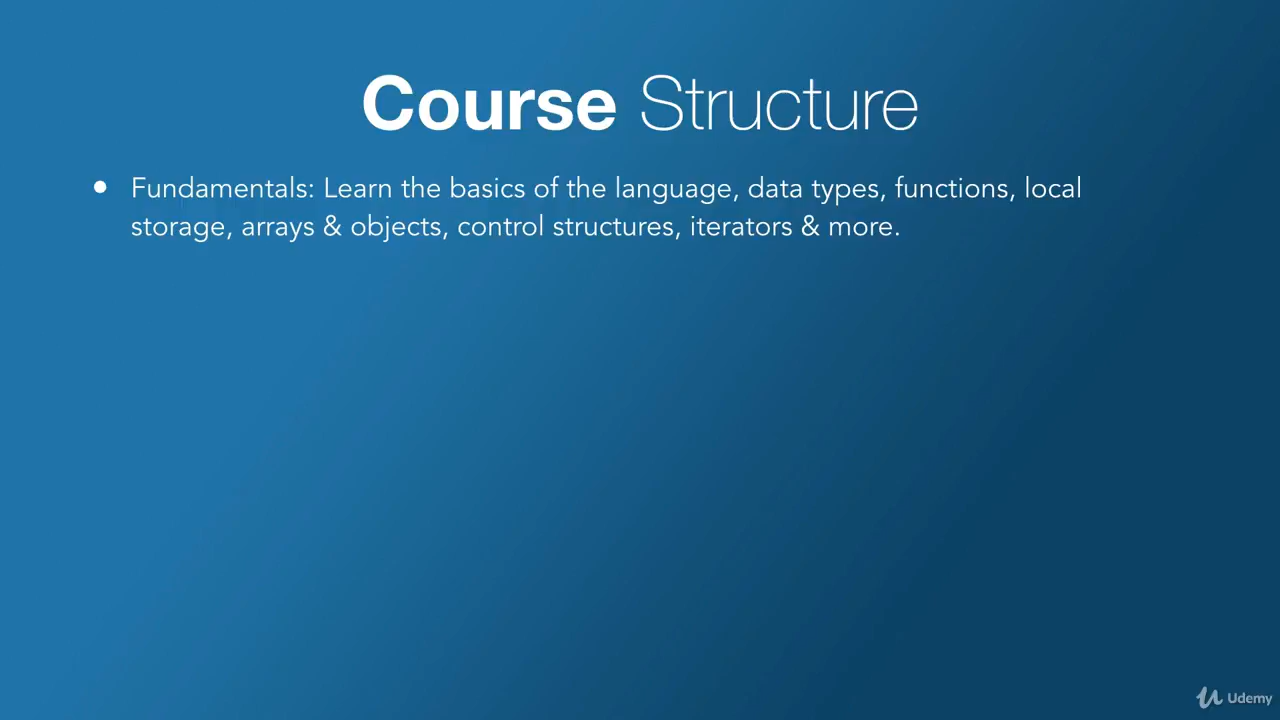 Course Structure
• Fundamentals: Learn the basics of the language, data types, functions, local
storage, arrays & objects, control structures, iterators & more.
Udemy